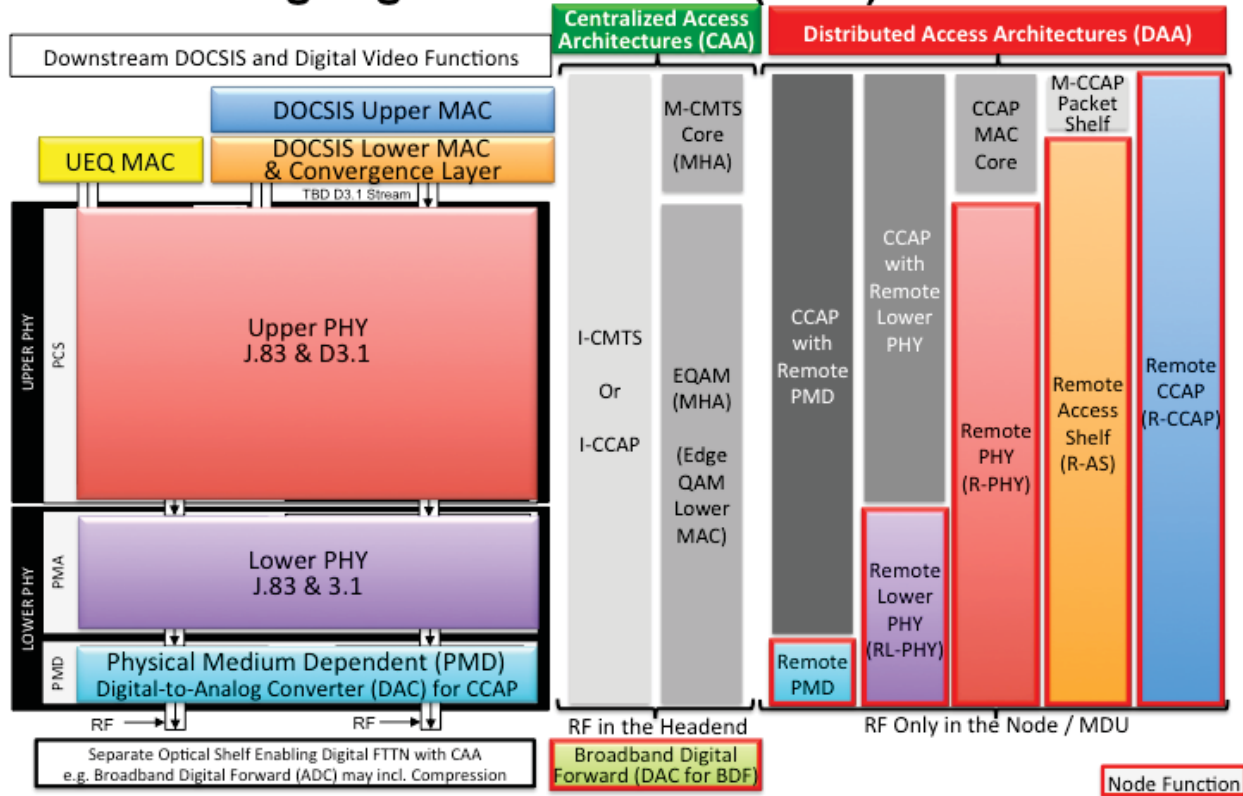 Centralized Access
Architectures (CAA)
Distributed Access Architectures (DAA)
Downstream DOCSIS and Digital Video Functions
DOCSIS Upper MAC
UEQ MAC
DOCSIS Lower MAC
& Convergence Layer
TBD D3.1 Stream
UPPER PHY
PCS
Upper PHY
J.83 & D3.1
LOWER PHY
PMA
Lower PHY
J.83 & 3.1
PMD
Physical Medium Dependent (PMD)
Digital-to-Analog Converter (DAC) for CCAP
RF
RF
Separate Optical Shelf Enabling Digital FTTN with CAA
e.g. Broadband Digital Forward (ADC) may incl. Compression
I-CMTS
Or
I-CCAP
M-CMTS
Core
(MHA)
EQAM
(MHA)
(Edge
QAM
Lower
MAC)
RF in the Headend
Broadband Digital
Forward (DAC for BDF)
CCAP
with
Remote
PMD
Remote
PMD
CCAP
with
Remote
Lower
PHY
Remote
Lower
PHY
(RL-PHY)
CCAP
MAC
Core
Remote
PHY
(R-PHY)
M-CCAP
Packet
Shelf
Remote
Access
Shelf
(R-AS)
Remote
CCAP
(R-CCAP)
RF Only in the Node / MDU
Node Function